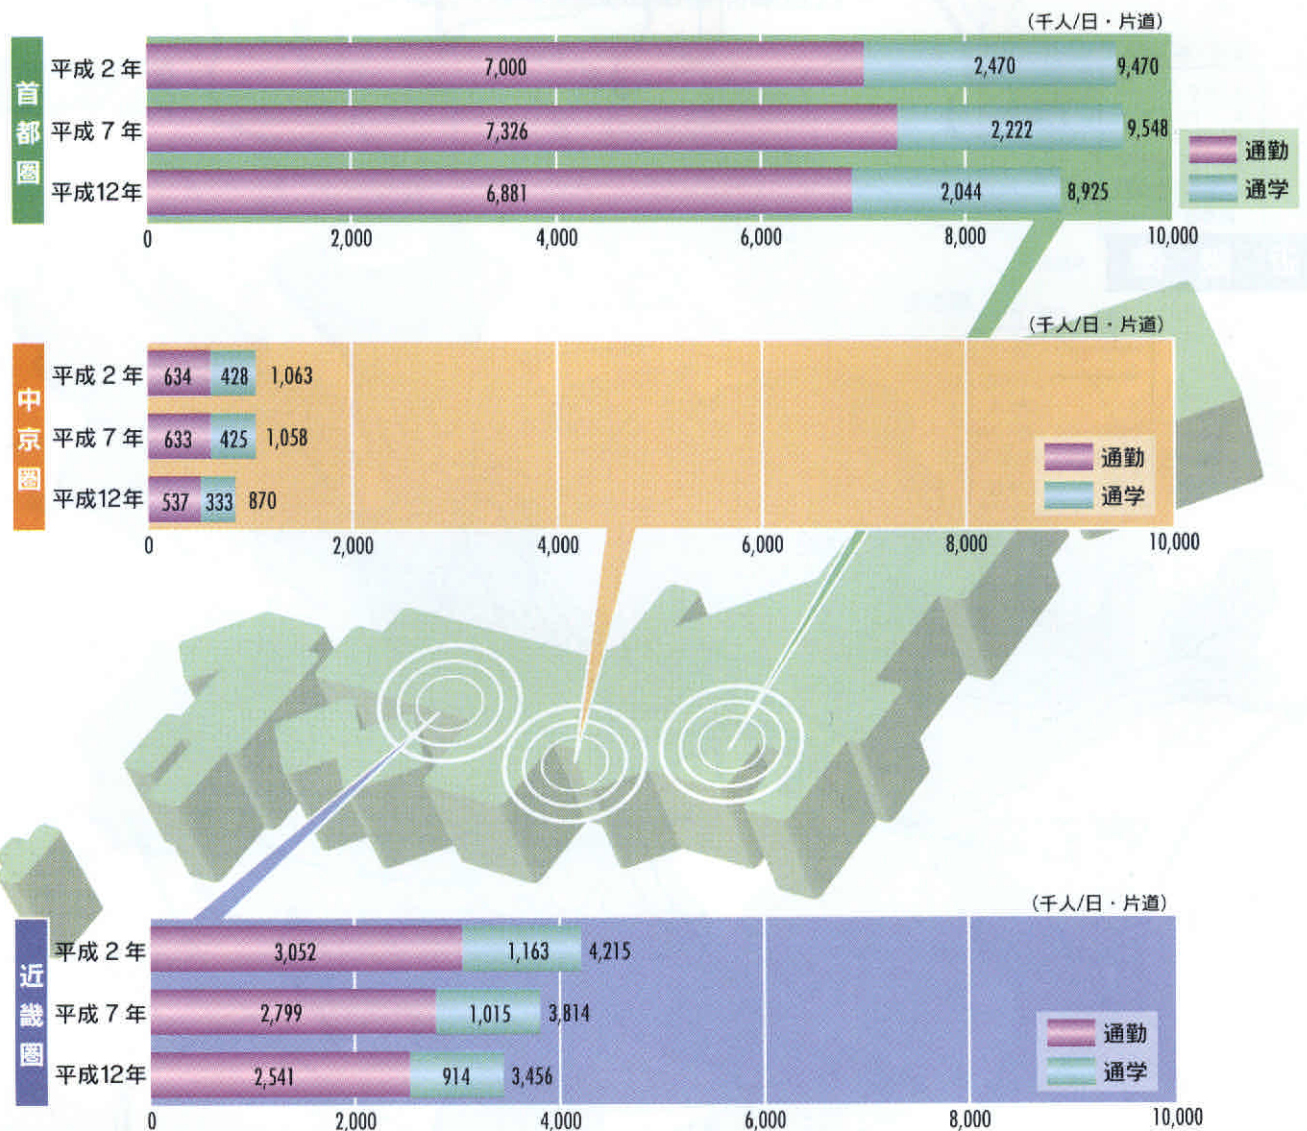 (千人/日・片道)
首都圏
平成2年 7,000 2,470 9,470
平成7年 7,326 2,222 9,548
平成12年 6,881 2,044 8,925
通勤
通学
0 2,000 4,000 6,000 8,000 10,000
(千人/日・片道)
中京圏
平成2年 634 428 1,063
平成7年 633 425 1,058
平成12年 537 333 870
通勤
通学
0 2,000 4,000 6,000 8,000 10,000
(千人/日・片道)
近畿圏
平成2年 3,052 1,163 4,215
平成7年 2,799 1,015 3,814
平成12年 2,541 914 3,456
通勤
通学
0 2,000 4,000 6,000 8,000 10,000